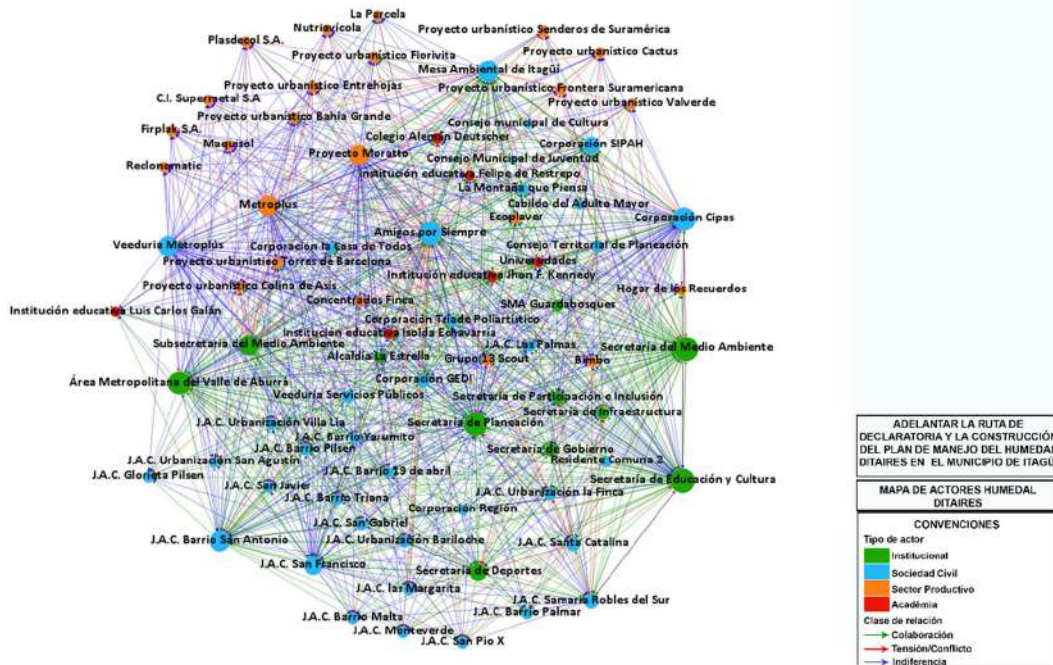 La Parcela
Nutriavícola
Proyecto urbanístico Senderos de Suramérica
Plasdecol S.A.
Proyecto urbanístico Cactus
Proyecto urbanístico Fiorivita
Mesa Ambiental de Itagüí
Proyecto urbanístico Entrehojas
Proyecto urbanístico Frontera Suramericana
C.I. Supermetal S.A
Proyecto urbanístico Valverde
Proyecto urbanístico Bahía Grande
Consejo municipal de Cultura
Firplak S.A.
Colegio Alemán Deutscher
Corporación SIPAH
Maquisol
Proyecto Moratto
Consejo Municipal de Juventud
Reclonomatic
Institución educativa Felipe de Restrepo
La Montaña que Piensa
Metroplus
Cabildo del Adulto Mayor
Ecoplaver
Corporación Cipas
Amigos por Siempre
Veeduría Metroplús
Corporación la Casa de Todos
Consejo Territorial de Planeación
Proyecto urbanístico Torres de Barcelona
Universidades
Institución educativa Jhon F. Kennedy
Proyecto urbanístico Colina de Asis
Hogar de los Recuerdos
Concentrados Finca
SMA Guardabosques
Institución educativa Luis Carlos Galán
Corporación Tríade Poliartístico
Institución educativa Isolda Echavarría
Subsecretaría del Medio Ambiente
J.A.C. Las Palmas
Secretaría del Medio Ambiente
Alcaldía La Estrella
Grupo 13 Scout
Bimbo
Área Metropolitana del Valle de Aburrá
Corporación GEDI
Veeduría Servicios Públicos
Secretaría de Participación e Inclusión
Secretaría de Infraestructura
J.A.C. Urbanización Villa Lia
Secretaría de Planeación
J.A.C. Barrio Yarumito
J.A.C. Barrio Pilsen
Secretaría de Gobierno
J.A.C. Urbanización San Agustín
Residente Comuna 2
J.A.C. Glorieta Pilsen
J.A.C. Barrio 19 de abril
Secretaría de Educación y Cultura
J.A.C. San Javier
J.A.C. Urbanización la Finca
J.A.C. Barrio Triana
Corporación Región
J.A.C. San Gabriel
J.A.C. Barrio San Antonio
J.A.C. Urbanización Bariloche
J.A.C. Santa Catalina
J.A.C. San Francisco
Secretaría de Deportes
J.A.C. las Margarita
J.A.C. Samaria Robles del Sur
J.A.C. Barrio Malta
J.A.C. Barrio Palmar
J.A.C. Monteverde
J.A.C. San Pio X
ADELANTAR LA RUTA DE
DECLARATORIA Y LA CONSTRUCCIÓN
DEL PLAN DE MANEJO DEL HUMEDAL
DITAIRES EN EL MUNICIPIO DE ITAGÜÍ
MAPA DE ACTORES HUMEDAL
DITAIRES
CONVENCIONES
Tipo de actor
Institucional
Sociedad Civil
Sector Productivo
Académia
Clase de relación
Colaboración
Tensión/Conflicto
Indiferencia